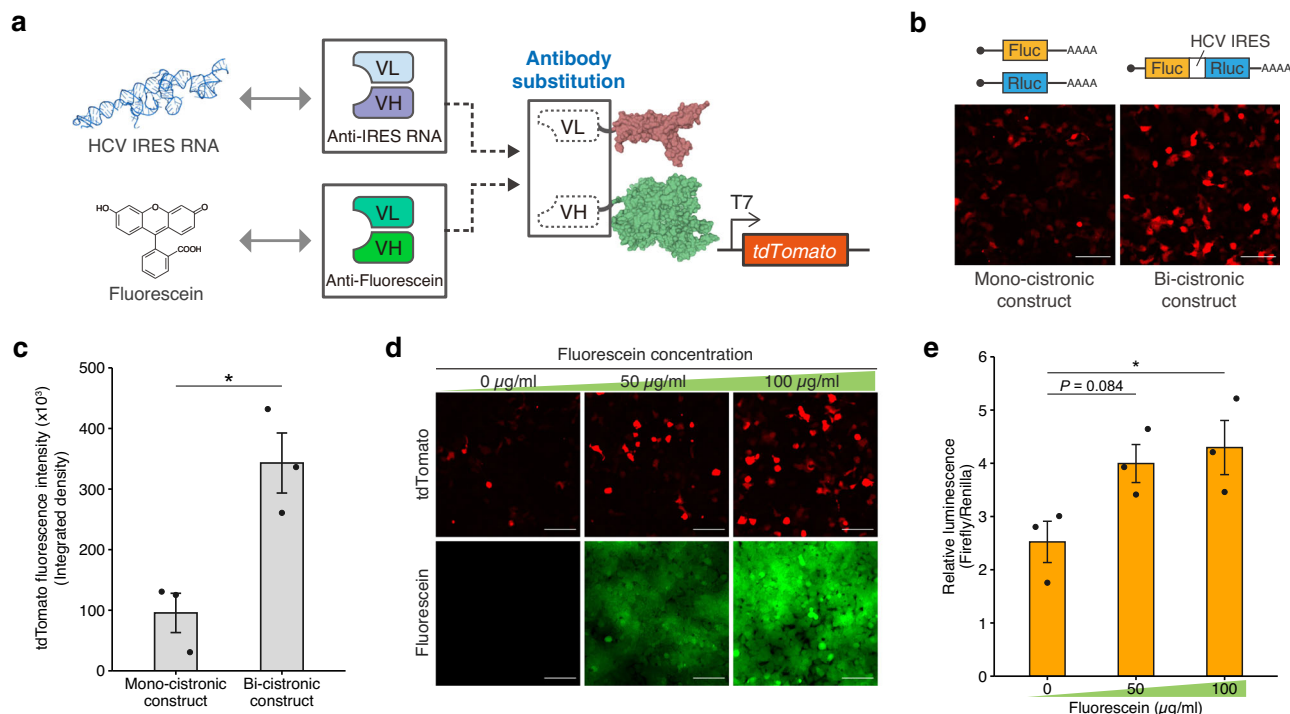 a
HCV IRES RNA
VL
VH
Anti-IRES RNA
HO
O
O
COOH
Fluorescein
VL
VH
Anti-Fluorescein
Antibody
substitution
VL
VH
T7
tdTomato
b
Fluc
AAAA
Rluc
AAAA
HCV IRES
Fluc
Rluc
AAAA
Mono-cistronic
construct
Bi-cistronic
construct
c
tdTomato fluorescence intensity (x10³)
(Integrated density)
500
400
300
200
100
0
*
Mono-cistronic
construct
Bi-cistronic
construct
d
Fluorescein concentration
0 µg/ml
50 µg/ml
100 µg/ml
tdTomato
Fluorescein
e
Relative luminescence
(Firefly/Renilla)
6
5
4
3
2
1
0
*
P = 0.084
0
50
100
Fluorescein (µg/ml)